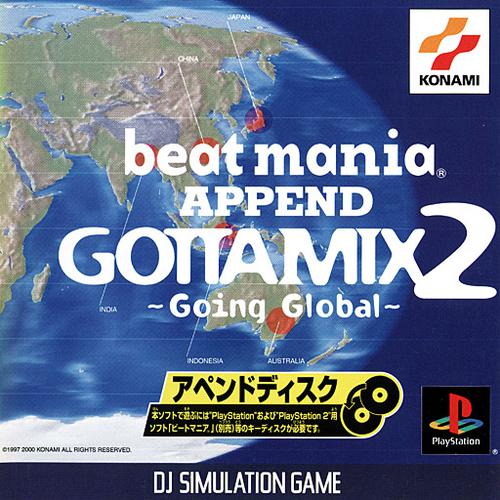 JAPAN
CHINA
KONAMI
beatmania®
APPEND
GOTTAMIX2
~Going Global~
INDIA
INDONESIA
AUSTRALIA
アペンドディスク
本ソフトで遊ぶには"PlayStation"および"PlayStation 2"用
ソフト「ビートマニア」(別売)等のキーディスクが必要です。
PlayStation®
©1997 2000 KONAMI ALL RIGHTS RESERVED.
DJ SIMULATION GAME